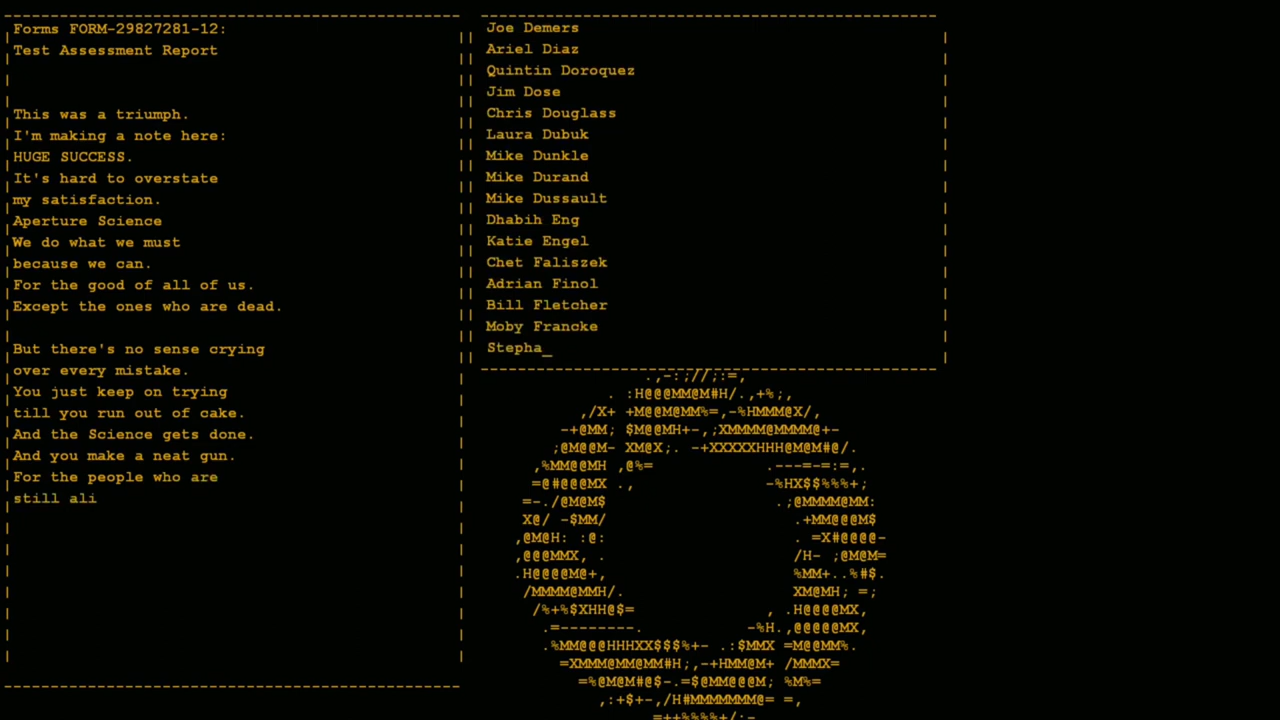 Forms FORM-29827281-12:
Test Assessment Report
This was a triumph.
I'm making a note here:
HUGE SUCCESS.
It's hard to overstate
my satisfaction.
Aperture Science
We do what we must
because we can.
For the good of all of us.
Except the ones who are dead.
But there's no sense crying
over every mistake.
You just keep on trying
till you run out of cake.
And the Science gets done.
And you make a neat gun.
For the people who are
still ali
Joe Demers
Ariel Diaz
Quintin Doroquez
Jim Dose
Chris Douglass
Laura Dubuk
Mike Dunkle
Mike Durand
Mike Dussault
Dhabih Eng
Katie Engel
Chet Faliszek
Adrian Finol
Bill Fletcher
Moby Francke
Stepha_